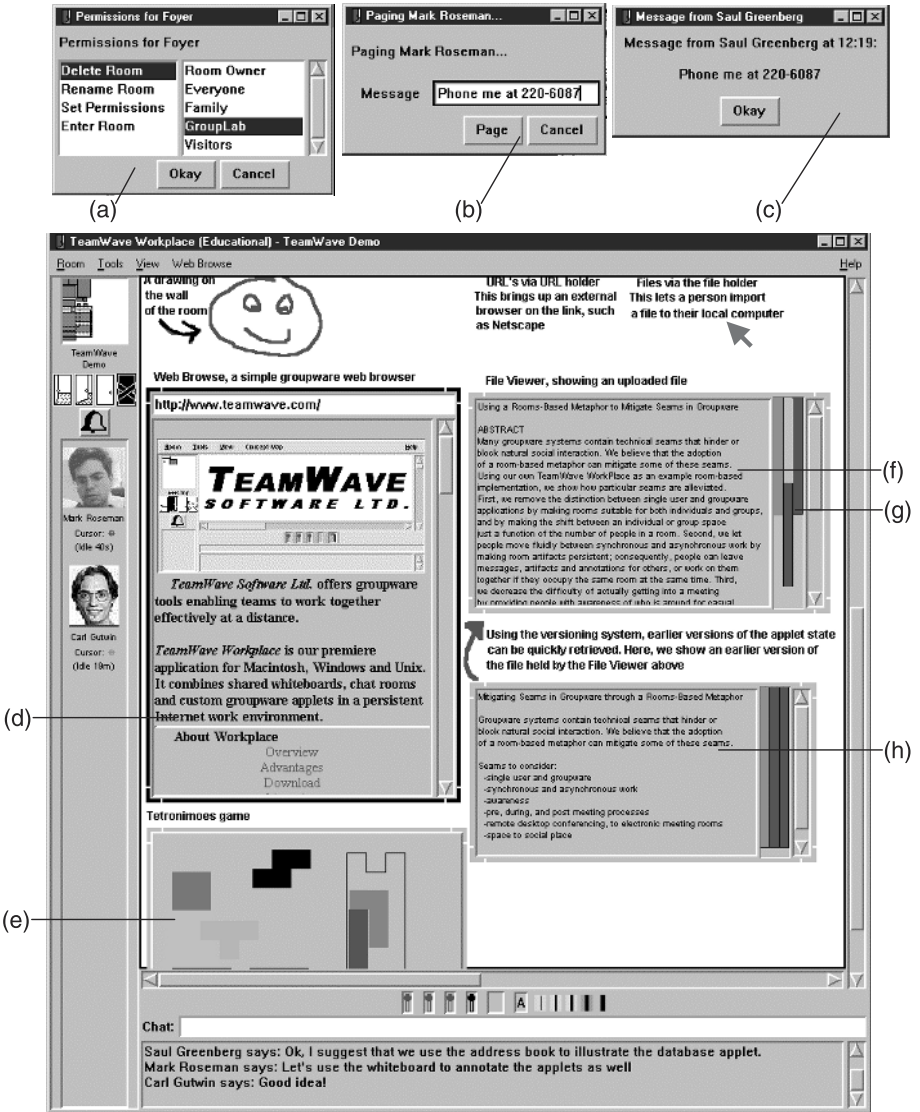 Permissions for Foyer
Permissions for Foyer
Delete Room
Rename Room
Set Permissions
Enter Room
Room Owner
Everyone
Family
GroupLab
Visitors
Okay
Cancel
(a)
Paging Mark Roseman...
Paging Mark Roseman...
Message
Phone me at 220-6087
Page
Cancel
(b)
Message from Saul Greenberg
Message from Saul Greenberg at 12:19:
Phone me at 220-6087
Okay
(c)
TeamWave Workplace (Educational) - TeamWave Demo
Room Tools View Web Browse Help
TeamWave
Demo
Mark Roseman
Cursor:
(Idle 40s)
Carl Gutwin
Cursor:
(Idle 19m)
A drawing on
the wall
of the room
URL's via URL holder
This brings up an external
browser on the link, such
as Netscape
Files via the file holder
This lets a person import
a file to their local computer
Web Browse, a simple groupware web browser
http://www.teamwave.com/
Room Tools View Concept Map Help
TEAMWAVE
SOFTWARE LTD.
TeamWave Software Ltd. offers groupware
tools enabling teams to work together
effectively at a distance.
TeamWave Workplace is our premiere
application for Macintosh, Windows and Unix.
It combines shared whiteboards, chat rooms
and custom groupware applets in a persistent
Internet work environment.
About Workplace
Overview
Advantages
Download
(d)
File Viewer, showing an uploaded file
Using a Rooms-Based Metaphor to Mitigate Seams in Groupware
ABSTRACT
Many groupware systems contain technical seams that hinder or
block natural social interaction. We believe that the adoption
of a room-based metaphor can mitigate some of these seams.
Using our own TeamWave WorkPlace as an example room-based
implementation, we show how particular seams are alleviated.
First, we remove the distinction between single user and groupware
applications by making rooms suitable for both individuals and groups,
and by making the shift between an individual or group space
just a function of the number of people in a room. Second, we let
people move fluidly between synchronous and asynchronous work by
making room artifacts persistent; consequently, people can leave
messages, artifacts and annotations for others, or work on them
together if they occupy the same room at the same time. Third,
we decrease the difficulty of actually getting into a meeting
by providing people with awareness of who is around for casual
(f)
(g)
Using the versioning system, earlier versions of the applet state
can be quickly retrieved. Here, we show an earlier version of
the file held by the File Viewer above
Mitigating Seams in Groupware through a Rooms-Based Metaphor
Groupware systems contain technical seams that hinder or
block natural social interaction. We believe that the adoption
of a room-based metaphor can mitigate some of these seams.
Seams to consider:
-single user and groupware
-synchronous and asynchronous work
-awareness
-pre, during, and post meeting processes
-remote desktop conferencing, to electronic meeting rooms
-space to social place
(h)
Tetronimoes game
(e)
A
Chat:
Saul Greenberg says: Ok, I suggest that we use the address book to illustrate the database applet.
Mark Roseman says: Let's use the whiteboard to annotate the applets as well
Carl Gutwin says: Good idea!